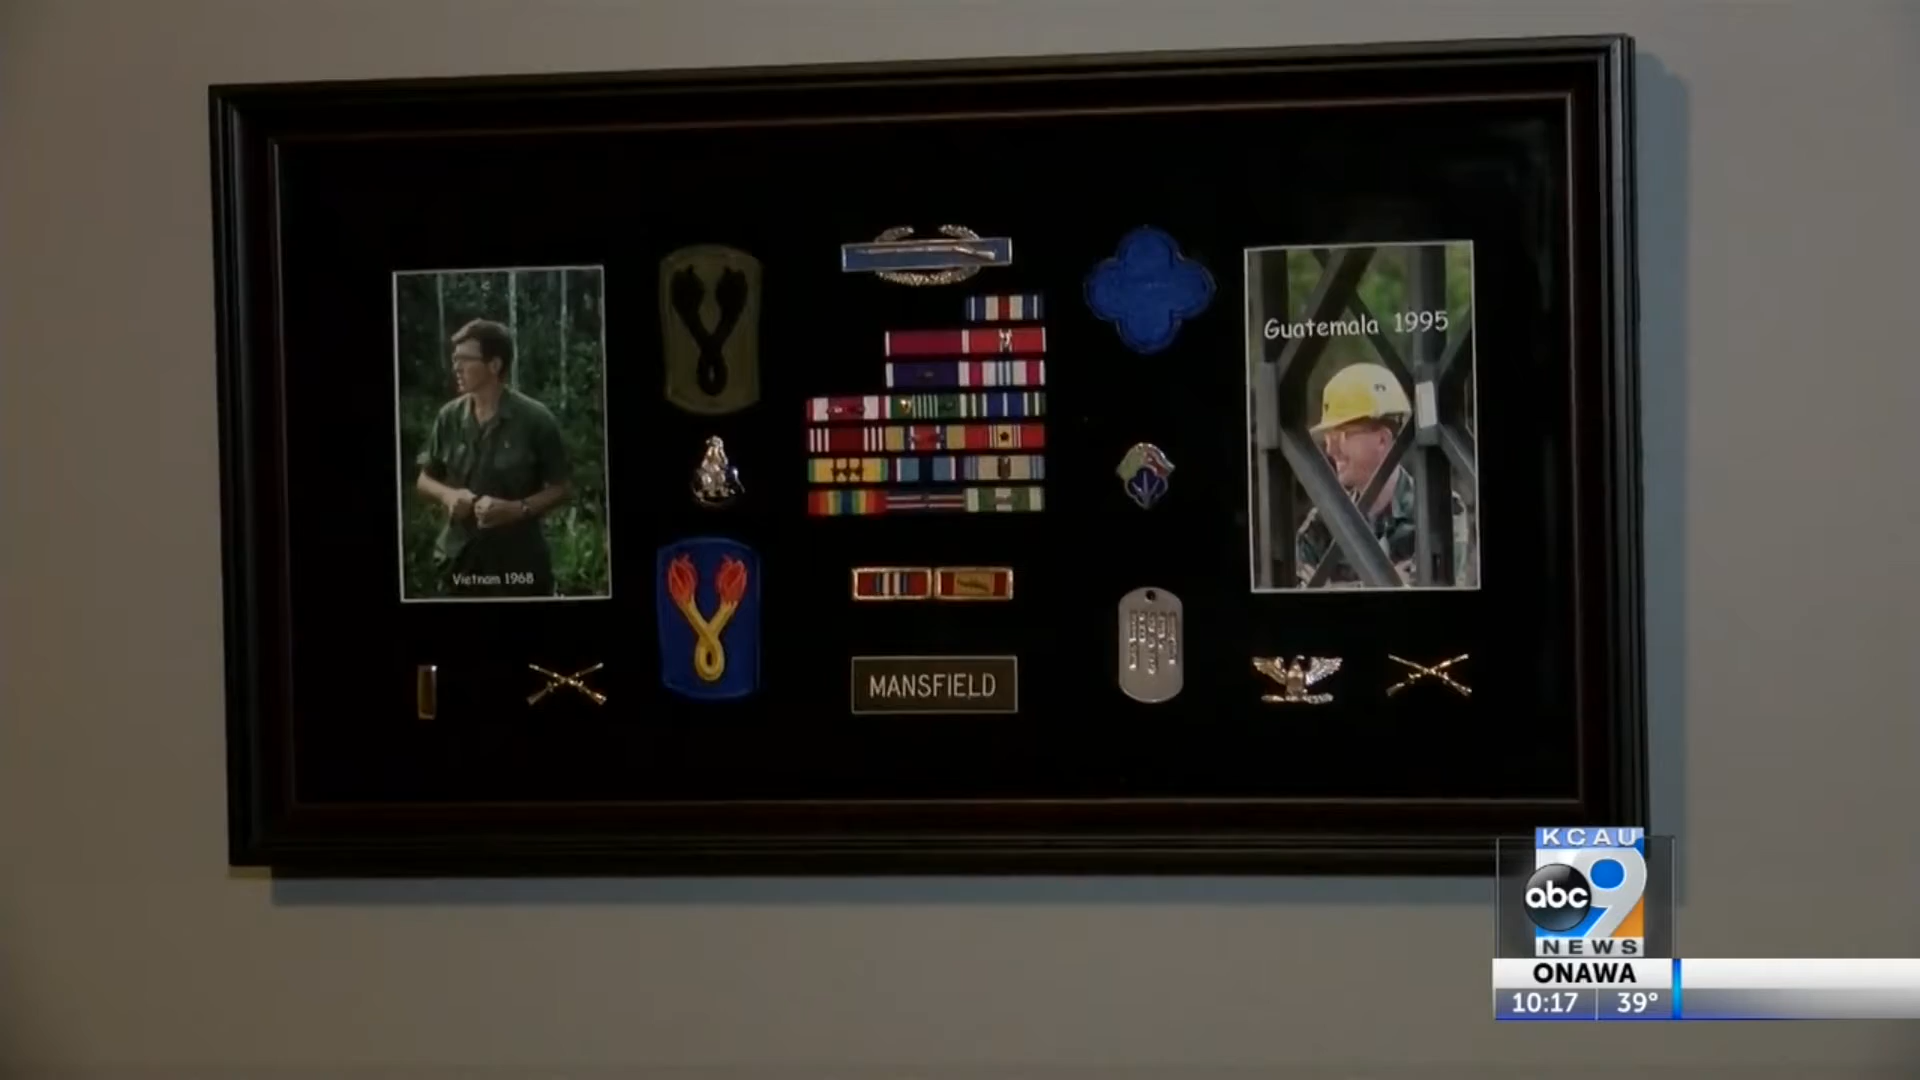 Guatemala 1995
Vietnam 1968
MANSFIELD
KCAU
abc 9
NEWS
ONAWA
10:17 39°